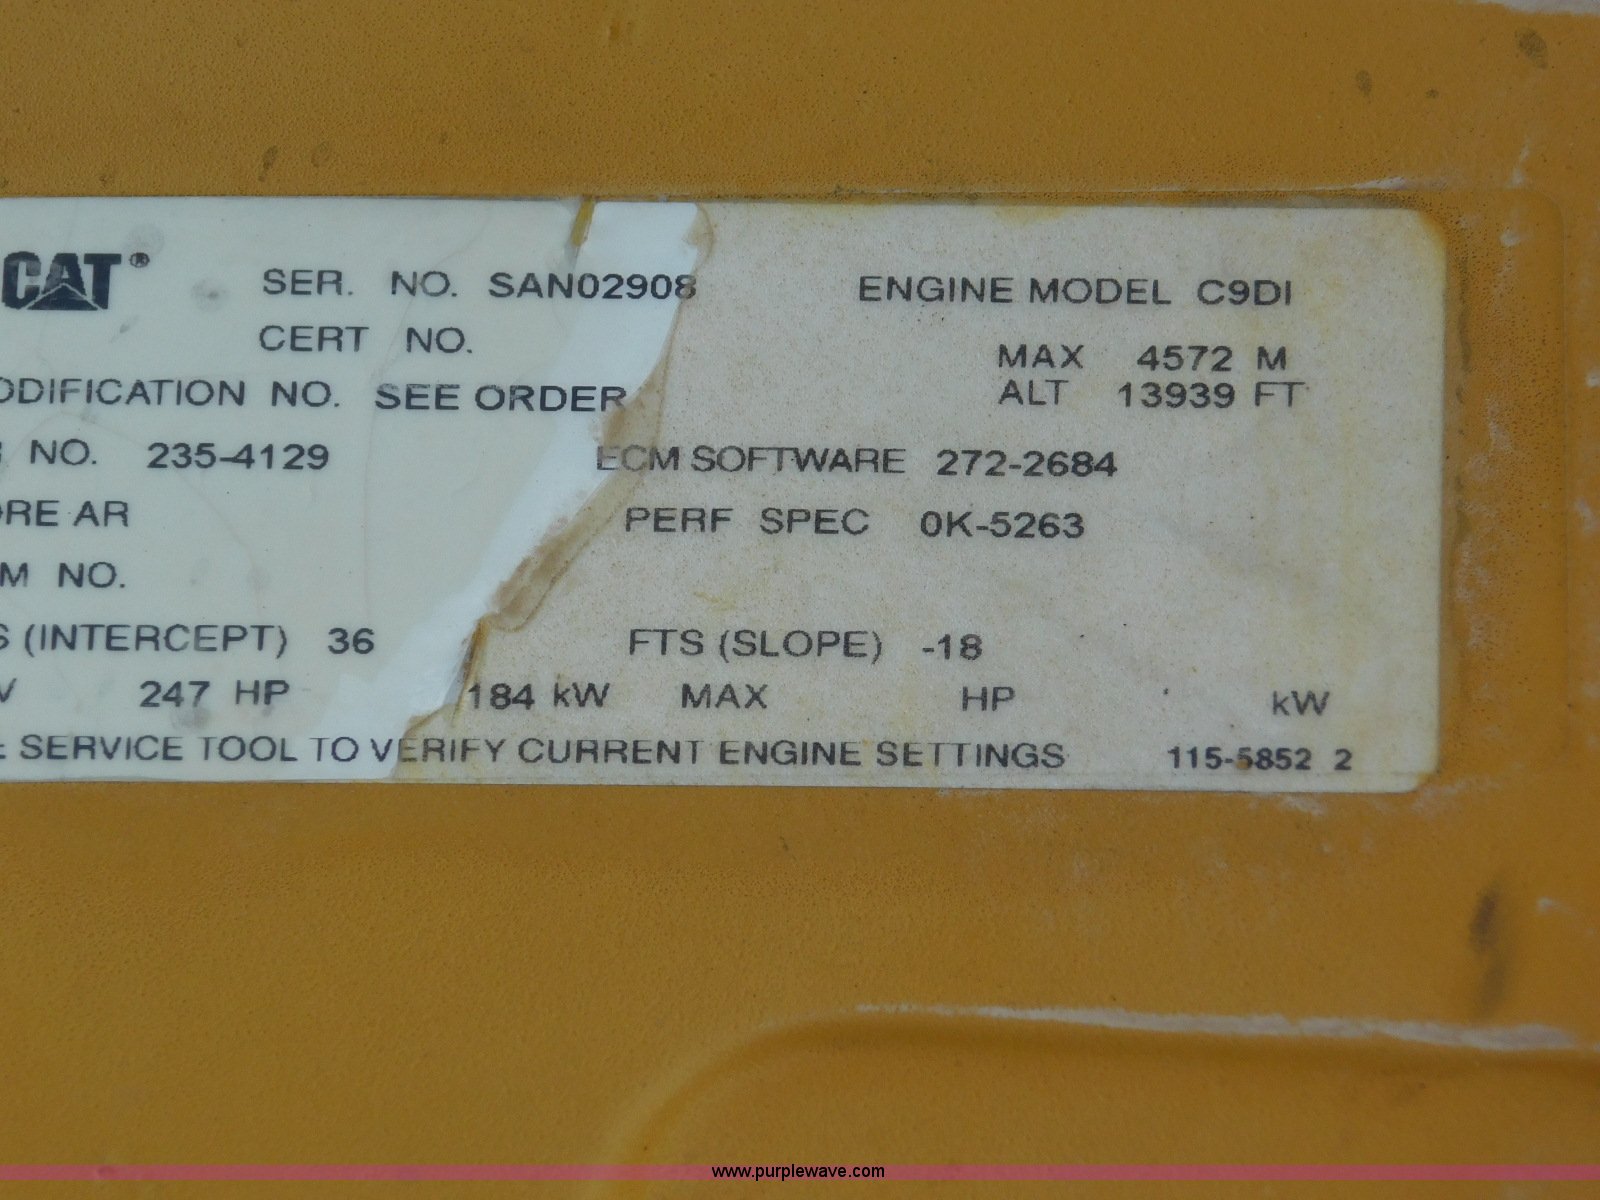 CAT® SER. NO. SAN02908 ENGINE MODEL C9DI
CERT NO. MAX 4572 M
ODIFICATION NO. SEE ORDER ALT 13939 FT
NO. 235-4129 ECM SOFTWARE 272-2684
ORE AR PERF SPEC 0K-5263
M NO.
S (INTERCEPT) 36 FTS (SLOPE) -18
V 247 HP 184 kW MAX HP kW
E SERVICE TOOL TO VERIFY CURRENT ENGINE SETTINGS 115-5852 2
www.purplewave.com